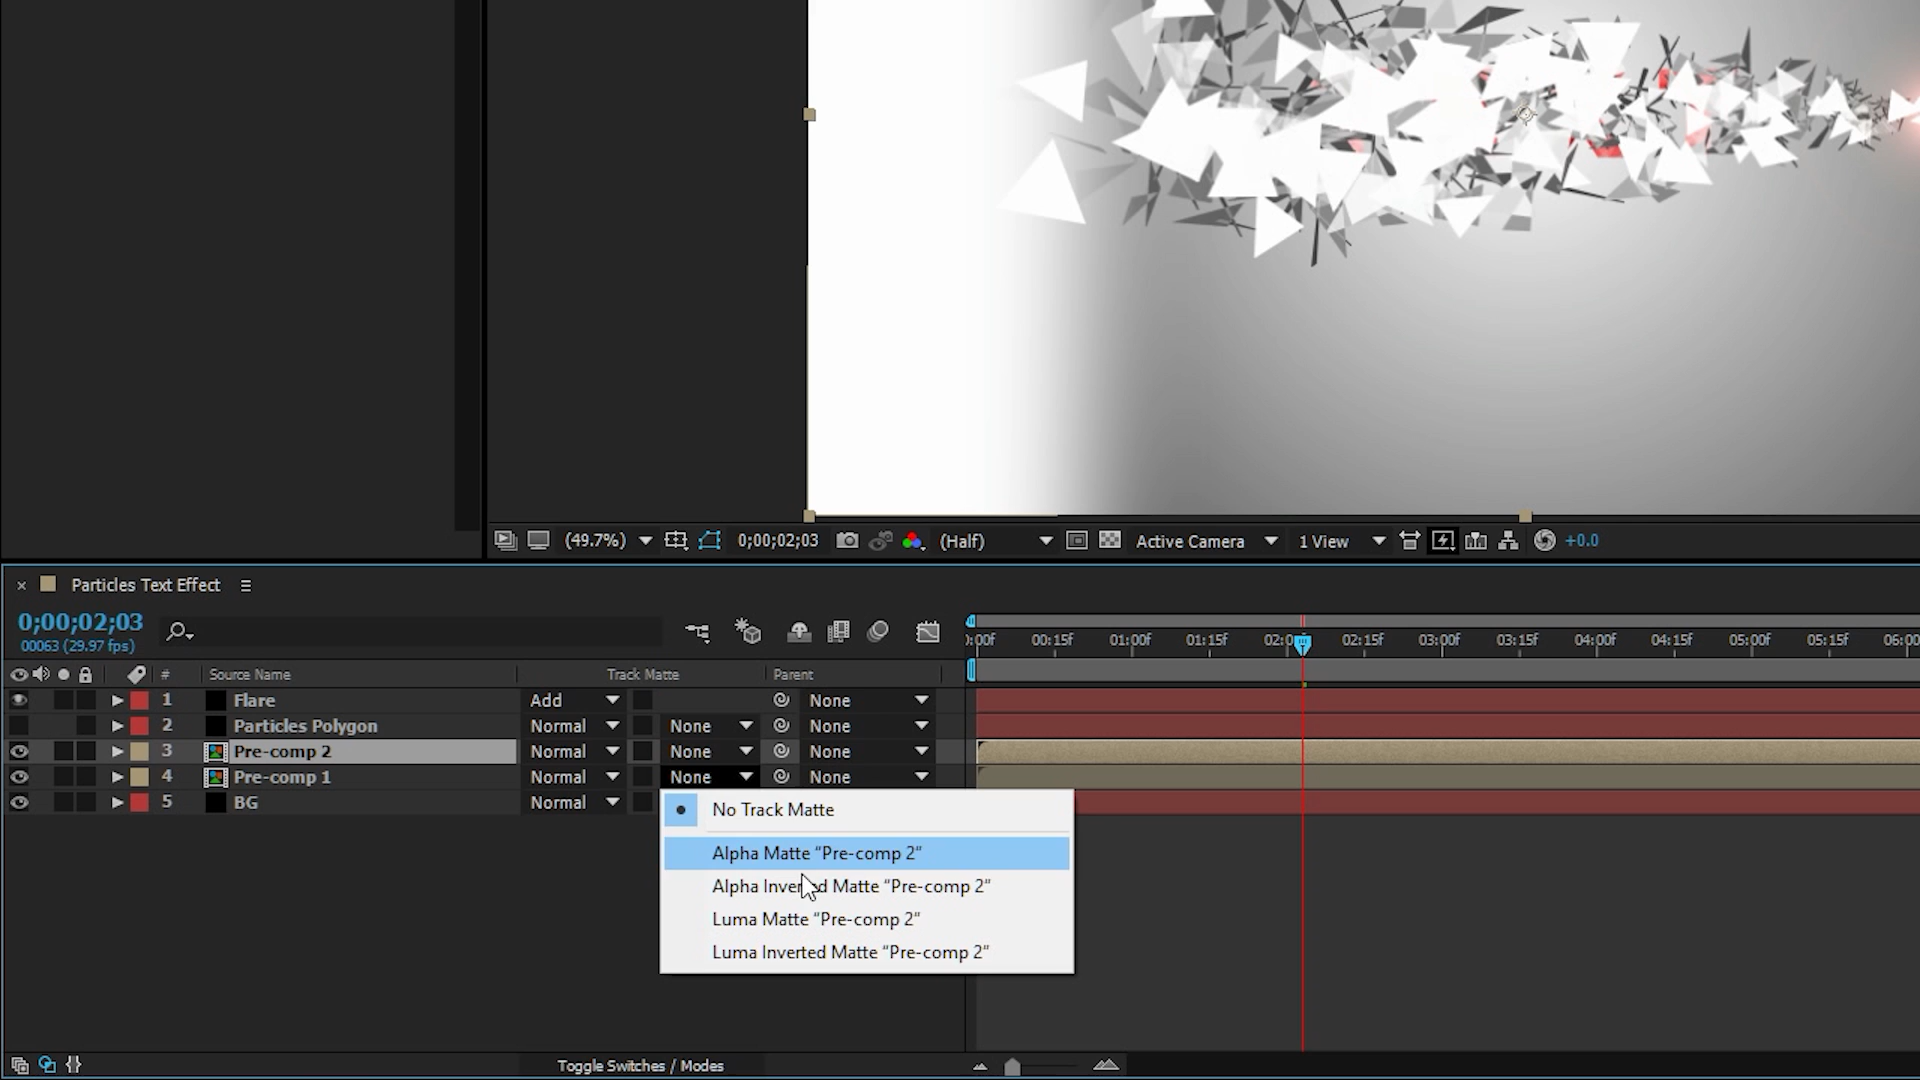 (49.7%) 0;00;02;03 (Half) Active Camera 1 View +0.0
× Particles Text Effect
0;00;02;03
00063 (29.97 fps)
):00f 00:15f 01:00f 01:15f 02:0 02:15f 03:00f 03:15f 04:00f 04:15f 05:00f 05:15f 06:00
# Source Name Track Matte Parent
1 Flare Add None
2 Particles Polygon Normal None None
3 Pre-comp 2 Normal None None
4 Pre-comp 1 Normal None None
5 BG Normal
No Track Matte
Alpha Matte “Pre-comp 2”
Alpha Inverted Matte “Pre-comp 2”
Luma Matte “Pre-comp 2”
Luma Inverted Matte “Pre-comp 2”
Toggle Switches / Modes